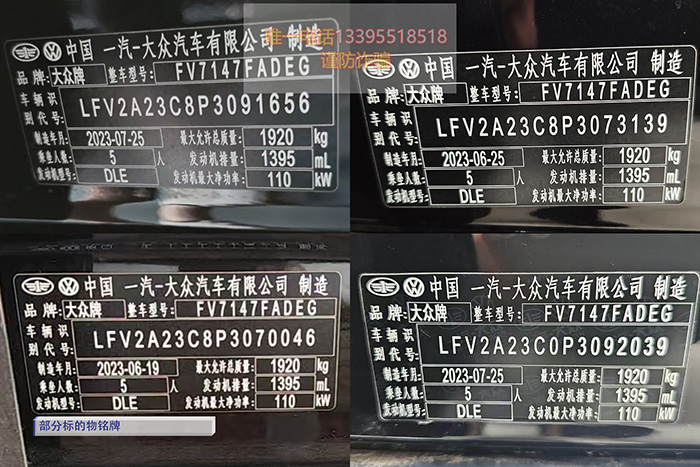 唯一电话13395518518
谨防诈骗
中国 一汽-大众汽车有限公司 制造
品牌: 大众牌 整车型号: FV7147FADEG
车辆识别代号: LFV2A23C8P3091656
制造年月: 2023-07-25 最大允许总质量: 1920 kg
乘坐人数: 5 人 发动机排量: 1395 mL
发动机型号: DLE 发动机最大净功率: 110 kW
中国 一汽-大众汽车有限公司 制造
品牌: 大众牌 整车型号: FV7147FADEG
车辆识别代号: LFV2A23C8P3073139
制造年月: 2023-06-25 最大允许总质量: 1920 kg
乘坐人数: 5 人 发动机排量: 1395 mL
发动机型号: DLE 发动机最大净功率: 110 kW
中国 一汽-大众汽车有限公司 制造
品牌: 大众牌 整车型号: FV7147FADEG
车辆识别代号: LFV2A23C8P3070046
制造年月: 2023-06-19 最大允许总质量: 1920 kg
乘坐人数: 5 人 发动机排量: 1395 mL
发动机型号: DLE 发动机最大净功率: 110 kW
部分标的物铭牌
中国 一汽-大众汽车有限公司 制造
品牌: 大众牌 整车型号: FV7147FADEG
车辆识别代号: LFV2A23C0P3092039
制造年月: 2023-07-25 最大允许总质量: 1920 kg
乘坐人数: 5 人 发动机排量: 1395 mL
发动机型号: DLE 发动机最大净功率: 110 kW